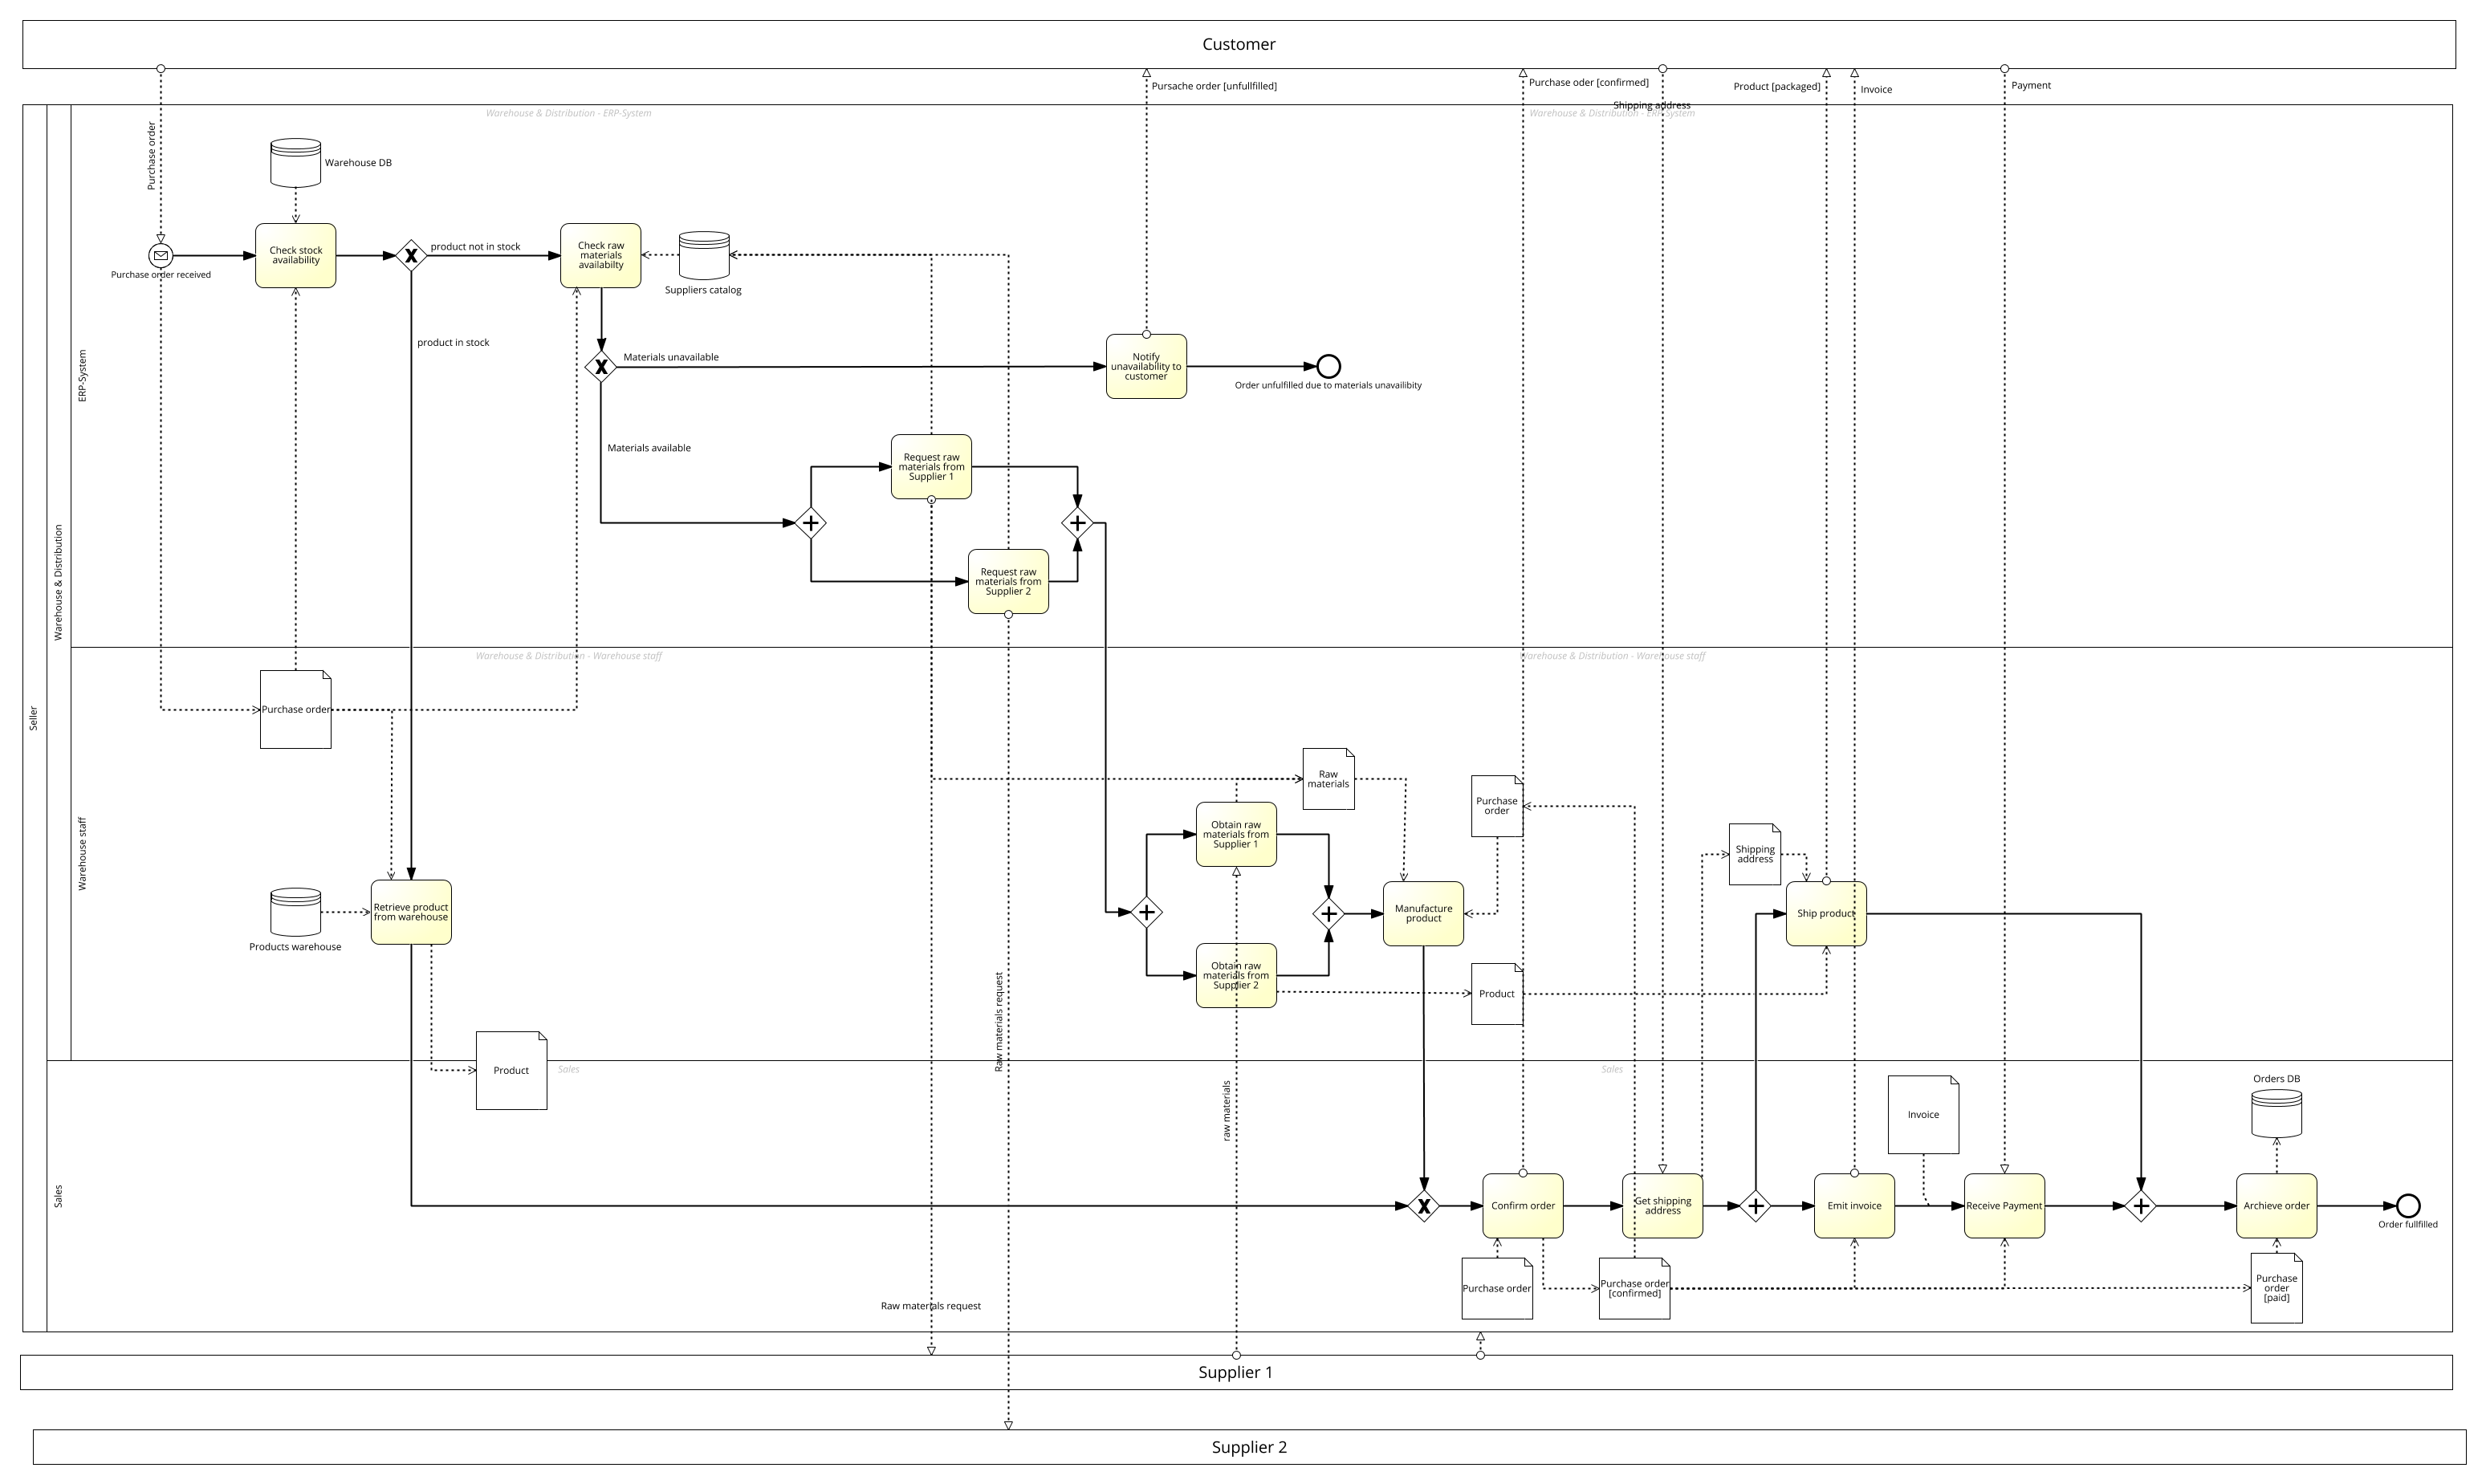 Customer
Pursache order [unfullfilled]
Purchase oder [confirmed]
Product [packaged]
Invoice
Payment
Shipping address
Warehouse & Distribution - ERP-System
Warehouse & Distribution - ERP-System
Purchase order
Warehouse DB
Check stock
availability
product not in stock
Check raw
materials
availabilty
Purchase order received
Suppliers catalog
product in stock
Materials unavailable
Notify
unavailability to
customer
Order unfulfilled due to materials unavailibity
ERP-System
Materials available
Request raw
materials from
Supplier 1
Request raw
materials from
Supplier 2
Warehouse & Distribution
Seller
Warehouse & Distribution - Warehouse staff
Warehouse & Distribution - Warehouse staff
Purchase order
Raw
materials
Purchase
order
Obtain raw
materials from
Supplier 1
Shipping
address
Warehouse staff
Retrieve product
from warehouse
Products warehouse
Manufacture
product
Ship product
Obtain raw
materials from
Supplier 2
Product
Raw materials request
Product
Sales
Sales
raw materials
Invoice
Orders DB
Sales
Confirm order
Get shipping
address
Emit invoice
Receive Payment
Archieve order
Order fullfilled
Purchase order
Purchase order
[confirmed]
Purchase
order
[paid]
Raw materials request
Supplier 1
Supplier 2